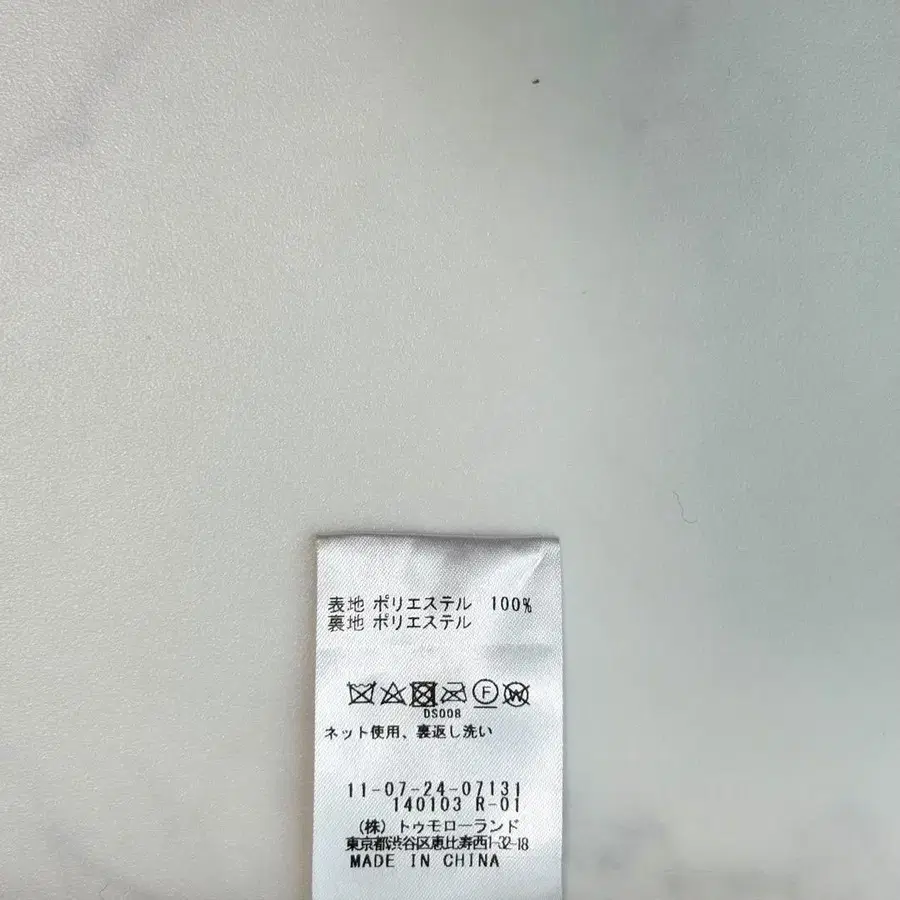 表地 ポリエステル 100%
裏地 ポリエステル
DS008
ネット使用、裏返し洗い
11-07-24-07131
140103 R-01
(株) トゥモローランド
東京都渋谷区恵比寿西1-32-18
MADE IN CHINA